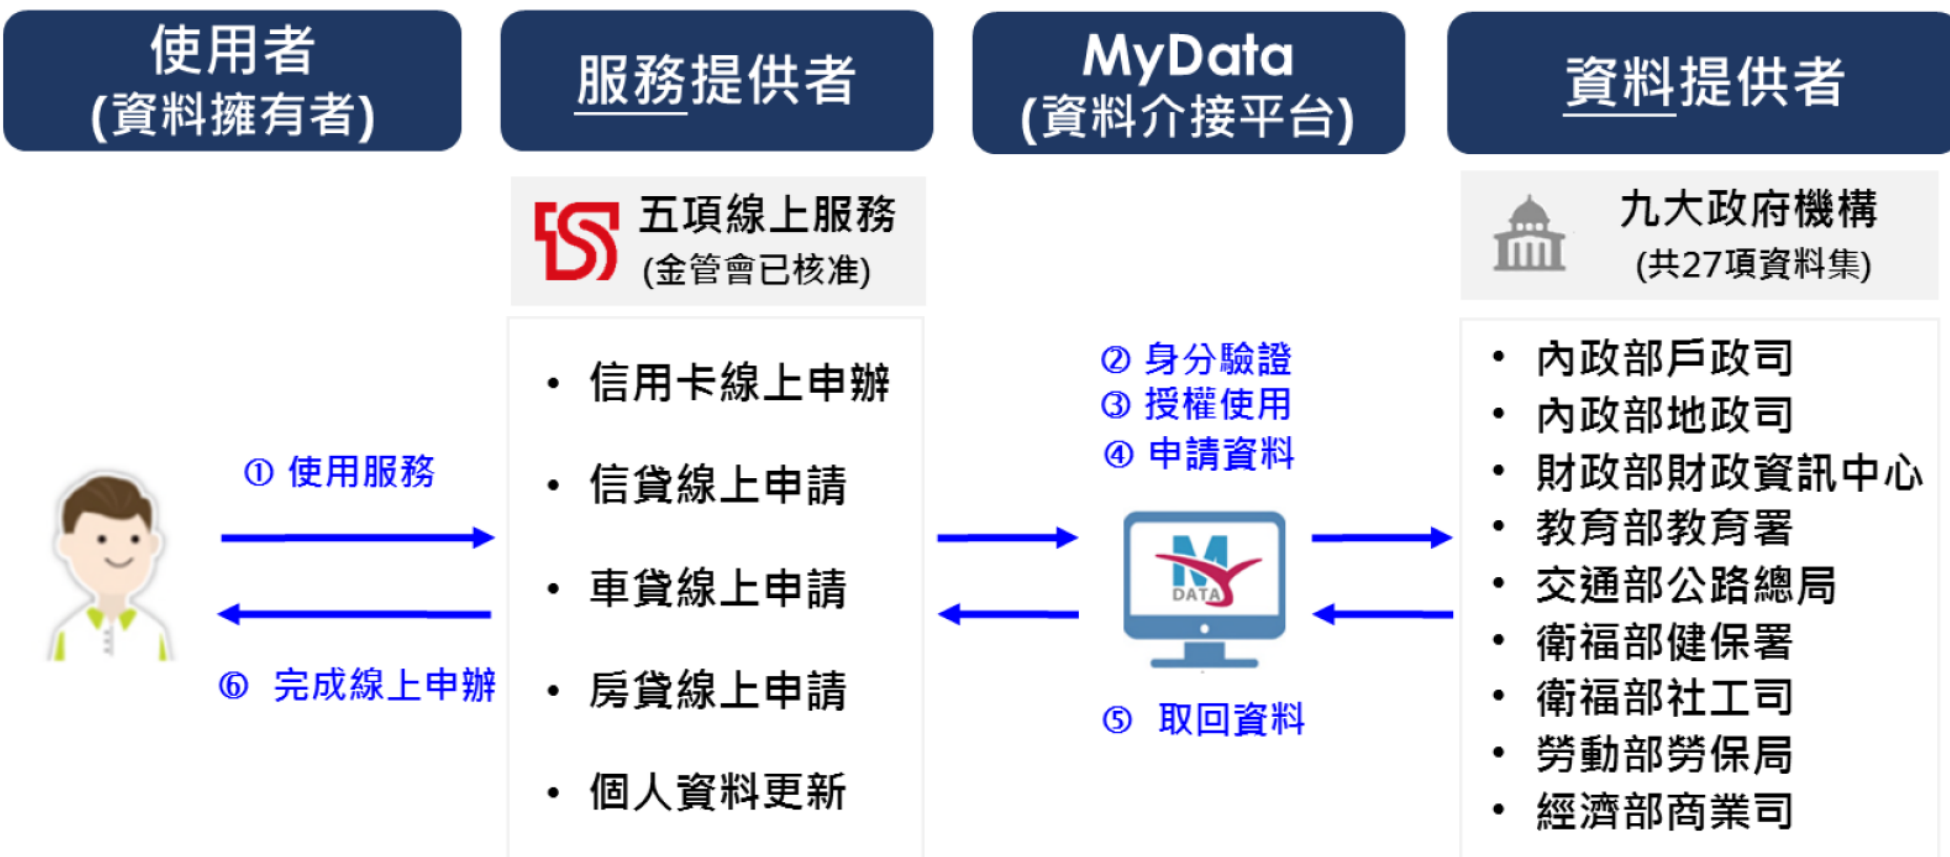 使用者
(資料擁有者)
服務提供者
MyData
(資料介接平台)
資料提供者
五項線上服務
(金管會已核准)
九大政府機構
(共27項資料集)
① 使用服務
⑥ 完成線上申辦
• 信用卡線上申辦
• 信貸線上申請
• 車貸線上申請
• 房貸線上申請
• 個人資料更新
② 身分驗證
③ 授權使用
④ 申請資料
M
DATA
⑤ 取回資料
• 內政部戶政司
• 內政部地政司
• 財政部財政資訊中心
• 教育部教育署
• 交通部公路總局
• 衛福部健保署
• 衛福部社工司
• 勞動部勞保局
• 經濟部商業司